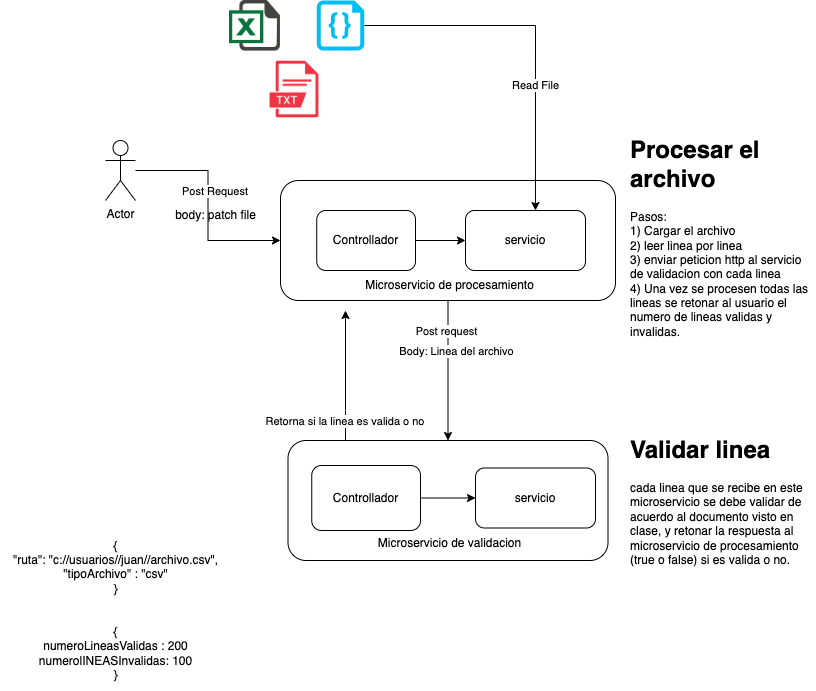 X
{}
TXT
Read File
Actor
Post Request
body: patch file
Controllador
servicio
Microservicio de procesamiento
Procesar el
archivo
Pasos:
1) Cargar el archivo
2) leer linea por linea
3) enviar peticion http al servicio
de validacion con cada linea
4) Una vez se procesen todas las
lineas se retonar al usuario el
numero de lineas validas y
invalidas.
Post request
Body: Linea del archivo
Retorna si la linea es valida o no
Controllador
servicio
Microservicio de validacion
Validar linea
cada linea que se recibe en este
microservicio se debe validar de
acuerdo al documento visto en
clase, y retonar la respuesta al
microservicio de procesamiento
(true o false) si es valida o no.
{
"ruta": "c://usuarios//juan//archivo.csv",
"tipoArchivo" : "csv"
}
{
numeroLineasValidas : 200
numerolINEASInvalidas: 100
}